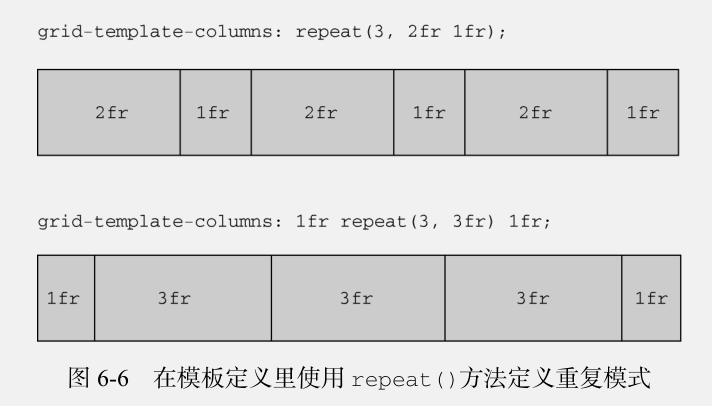 grid-template-columns: repeat(3, 2fr 1fr);
2fr 1fr 2fr 1fr 2fr 1fr
grid-template-columns: 1fr repeat(3, 3fr) 1fr;
1fr 3fr 3fr 3fr 1fr
图 6-6 在模板定义里使用 repeat()方法定义重复模式